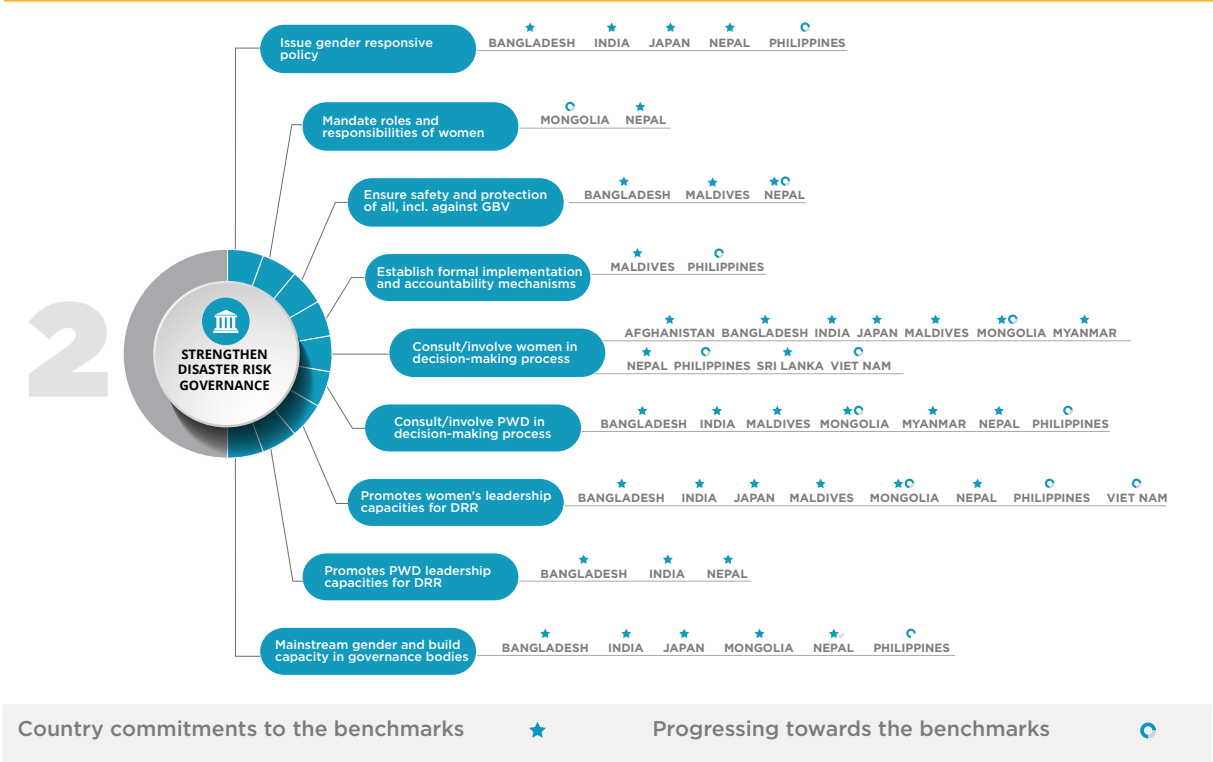 Issue gender responsive
policy
BANGLADESH INDIA JAPAN NEPAL PHILIPPINES
Mandate roles and
responsibilities of women
MONGOLIA NEPAL
Ensure safety and protection
of all, incl. against GBV
BANGLADESH MALDIVES NEPAL
Establish formal implementation
and accountability mechanisms
MALDIVES PHILIPPINES
2
STRENGTHEN
DISASTER RISK
GOVERNANCE
Consult/involve women in
decision-making process
AFGHANISTAN BANGLADESH INDIA JAPAN MALDIVES MONGOLIA MYANMAR
NEPAL PHILIPPINES SRI LANKA VIET NAM
Consult/involve PWD in
decision-making process
BANGLADESH INDIA MALDIVES MONGOLIA MYANMAR NEPAL PHILIPPINES
Promotes women's leadership
capacities for DRR
BANGLADESH INDIA JAPAN MALDIVES MONGOLIA NEPAL PHILIPPINES VIET NAM
Promotes PWD leadership
capacities for DRR
BANGLADESH INDIA NEPAL
Mainstream gender and build
capacity in governance bodies
BANGLADESH INDIA JAPAN MONGOLIA NEPAL PHILIPPINES
Country commitments to the benchmarks
Progressing towards the benchmarks